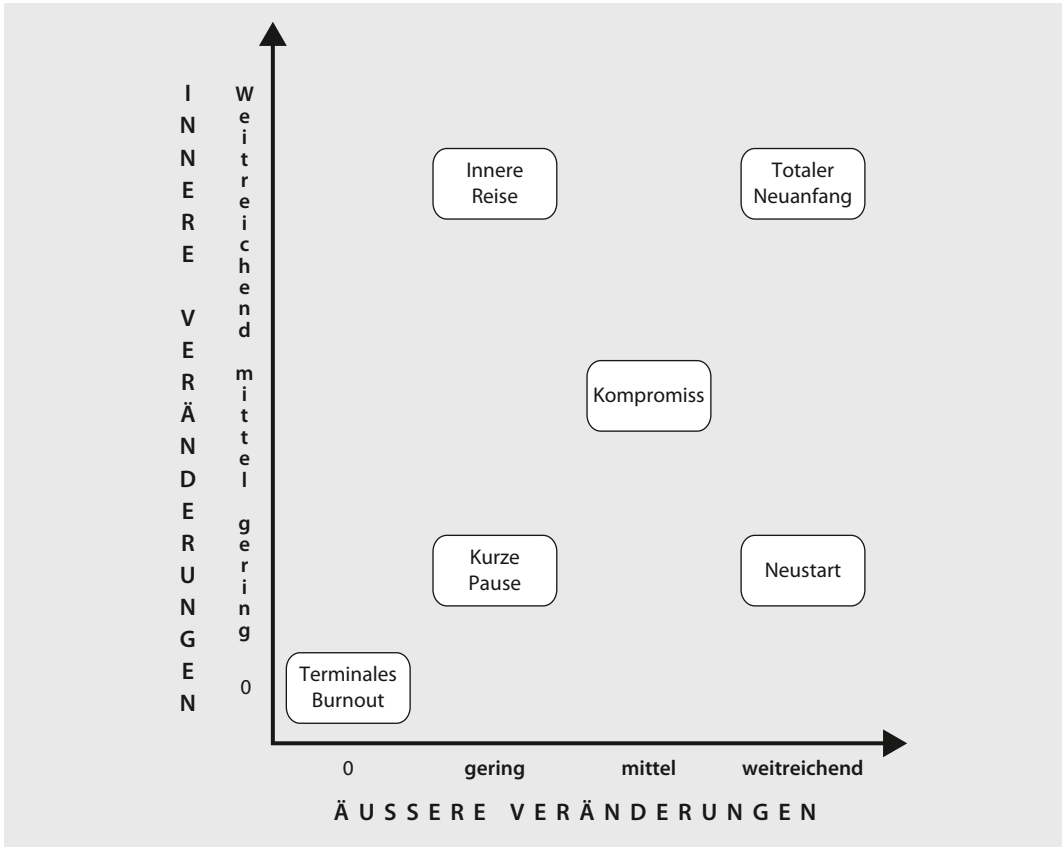 INNERE VERÄNDERUNGEN
Weitreichend mittel gering 0
Innere
Reise
Totaler
Neuanfang
Kompromiss
Kurze
Pause
Neustart
Terminales
Burnout
0 gering mittel weitreichend
ÄUSSERE VERÄNDERUNGEN